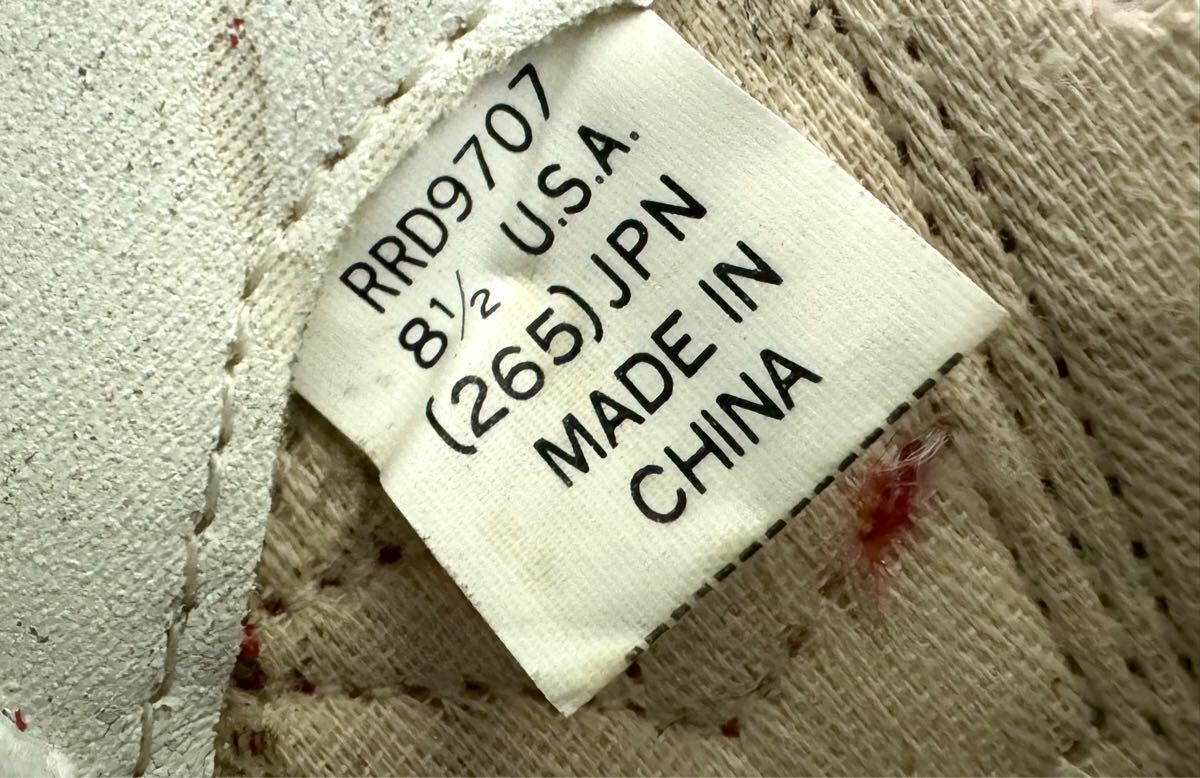 RRD9707
8½ U.S.A.
(265)JPN
MADE IN
CHINA